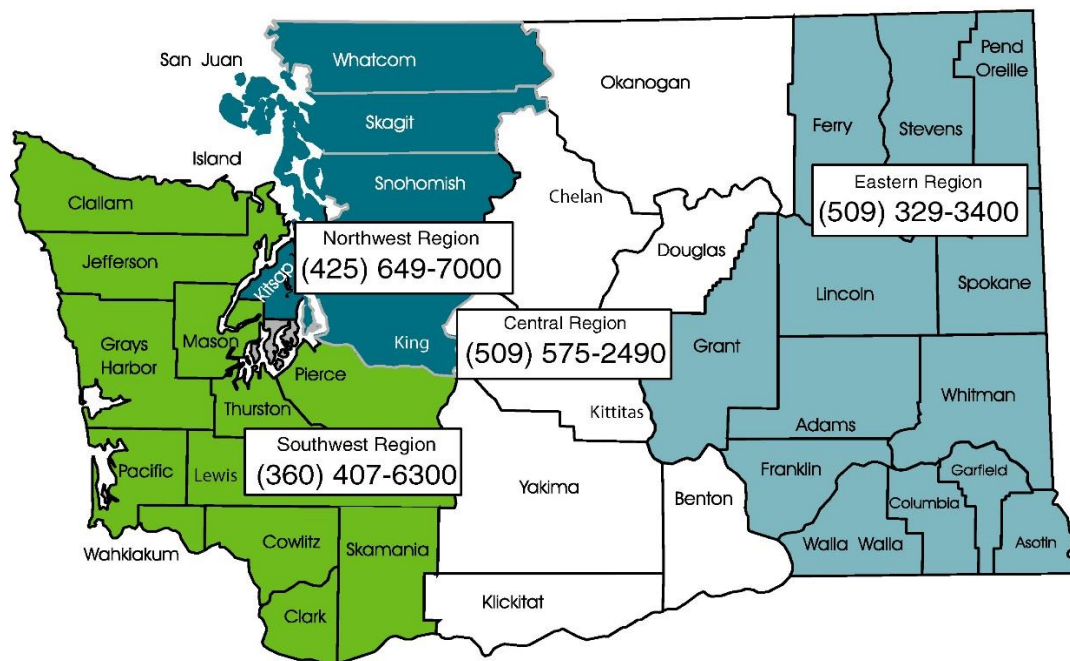 San Juan
Whatcom
Okanogan
Pend
Oreille
Skagit
Ferry
Stevens
Island
Snohomish
Chelan
Eastern Region
(509) 329-3400
Clallam
Northwest Region
(425) 649-7000
Douglas
Jefferson
Kitsap
Lincoln
Spokane
Central Region
(509) 575-2490
Mason
King
Grant
Grays
Harbor
Pierce
Whitman
Thurston
Kittitas
Adams
Southwest Region
(360) 407-6300
Pacific
Lewis
Yakima
Benton
Franklin
Garfield
Columbia
Wahkiakum
Cowlitz
Skamania
Walla Walla
Asotin
Klickitat
Clark